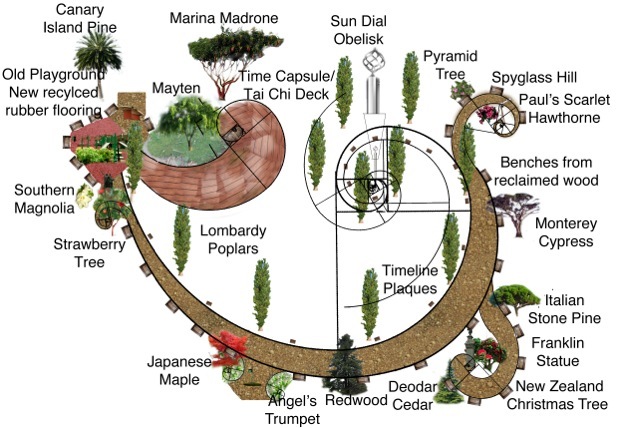 Canary
Island Pine
Marina Madrone
Sun Dial
Obelisk
Old Playground
New recylced
rubber flooring
Mayten
Time Capsule/
Tai Chi Deck
Pyramid
Tree
Spyglass Hill
Paul's Scarlet
Hawthorne
Benches from
reclaimed wood
Southern
Magnolia
Strawberry
Tree
Lombardy
Poplars
Monterey
Cypress
Timeline
Plaques
Italian
Stone Pine
Franklin
Statue
Japanese
Maple
Angel's
Trumpet
Redwood
Deodar
Cedar
New Zealand
Christmas Tree